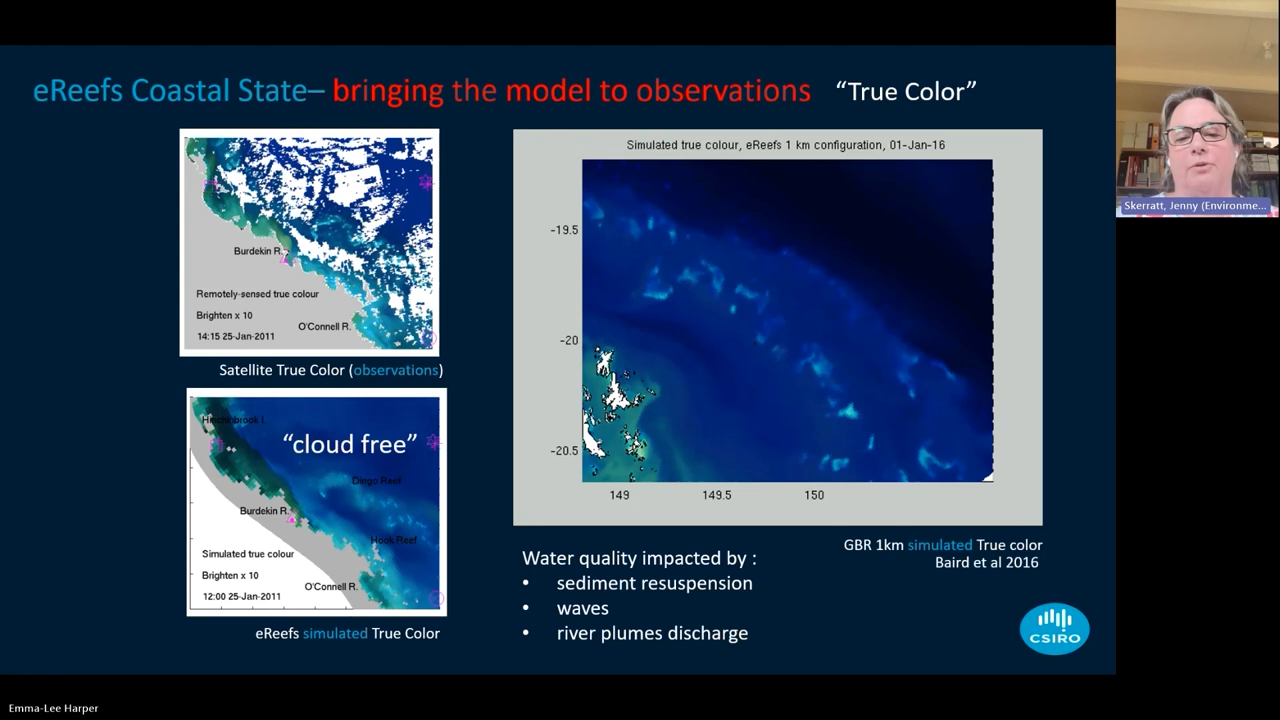 eReefs Coastal State– bringing the model to observations "True Color"
Burdekin R.
Remotely-sensed true colour
Brighten x 10
O'Connell R.
14:15 25-Jan-2011
Satellite True Color (observations)
Hinchinbrook I.
"cloud free"
Dingo Reef
Burdekin R.
Hook Reef
Simulated true colour
Brighten x 10
O'Connell R.
12:00 25-Jan-2011
eReefs simulated True Color
Simulated true colour, eReefs 1 km configuration, 01-Jan-16
-19.5
-20
-20.5
149 149.5 150
GBR 1km simulated True color
Baird et al 2016
Water quality impacted by :
• sediment resuspension
• waves
• river plumes discharge
CSIRO
Skerratt, Jenny (Environme...
Emma-Lee Harper